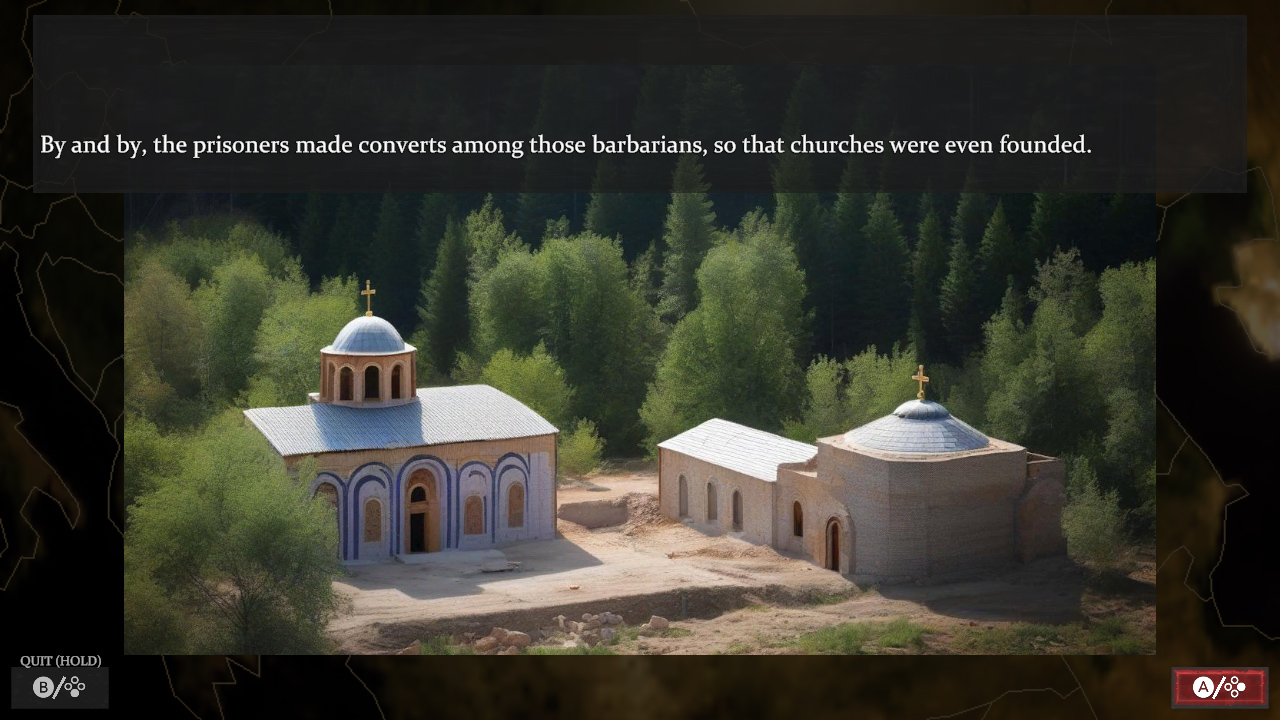 By and by, the prisoners made converts among those barbarians, so that churches were even founded.
QUIT (HOLD)
B/
A/